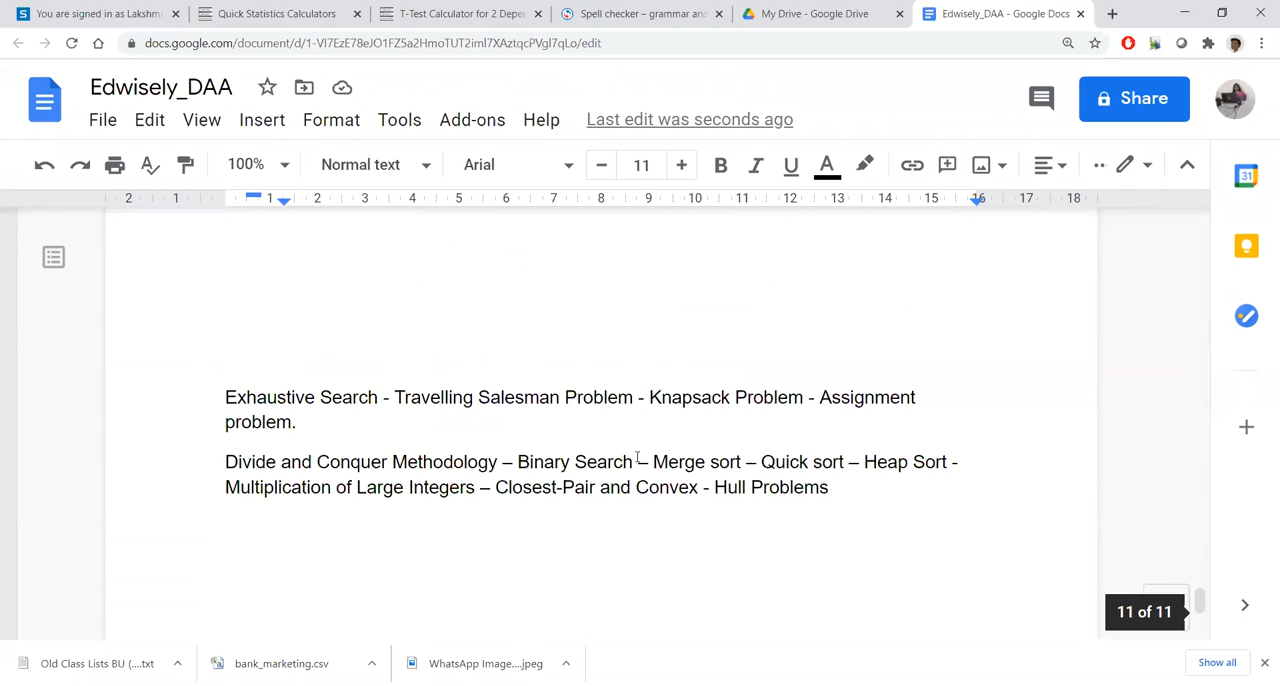 You are signed in as Lakshm
Quick Statistics Calculators
T-Test Calculator for 2 Deper
Spell checker – grammar and
My Drive - Google Drive
Edwisely_DAA - Google Docs
docs.google.com/document/d/1-VI7EzE78eJO1FZ5a2HmoTUT2iml7XAztqcPVgl7qLo/edit
Edwisely_DAA
Share
File Edit View Insert Format Tools Add-ons Help Last edit was seconds ago
100% Normal text Arial 11 B I U A
2 1 1 2 3 4 5 6 7 8 9 10 11 12 13 14 15 16 17 18
31
Exhaustive Search - Travelling Salesman Problem - Knapsack Problem - Assignment
problem.
Divide and Conquer Methodology – Binary Search – Merge sort – Quick sort – Heap Sort -
Multiplication of Large Integers – Closest-Pair and Convex - Hull Problems
11 of 11
Old Class Lists BU (....txt
bank_marketing.csv
WhatsApp Image....jpeg
Show all